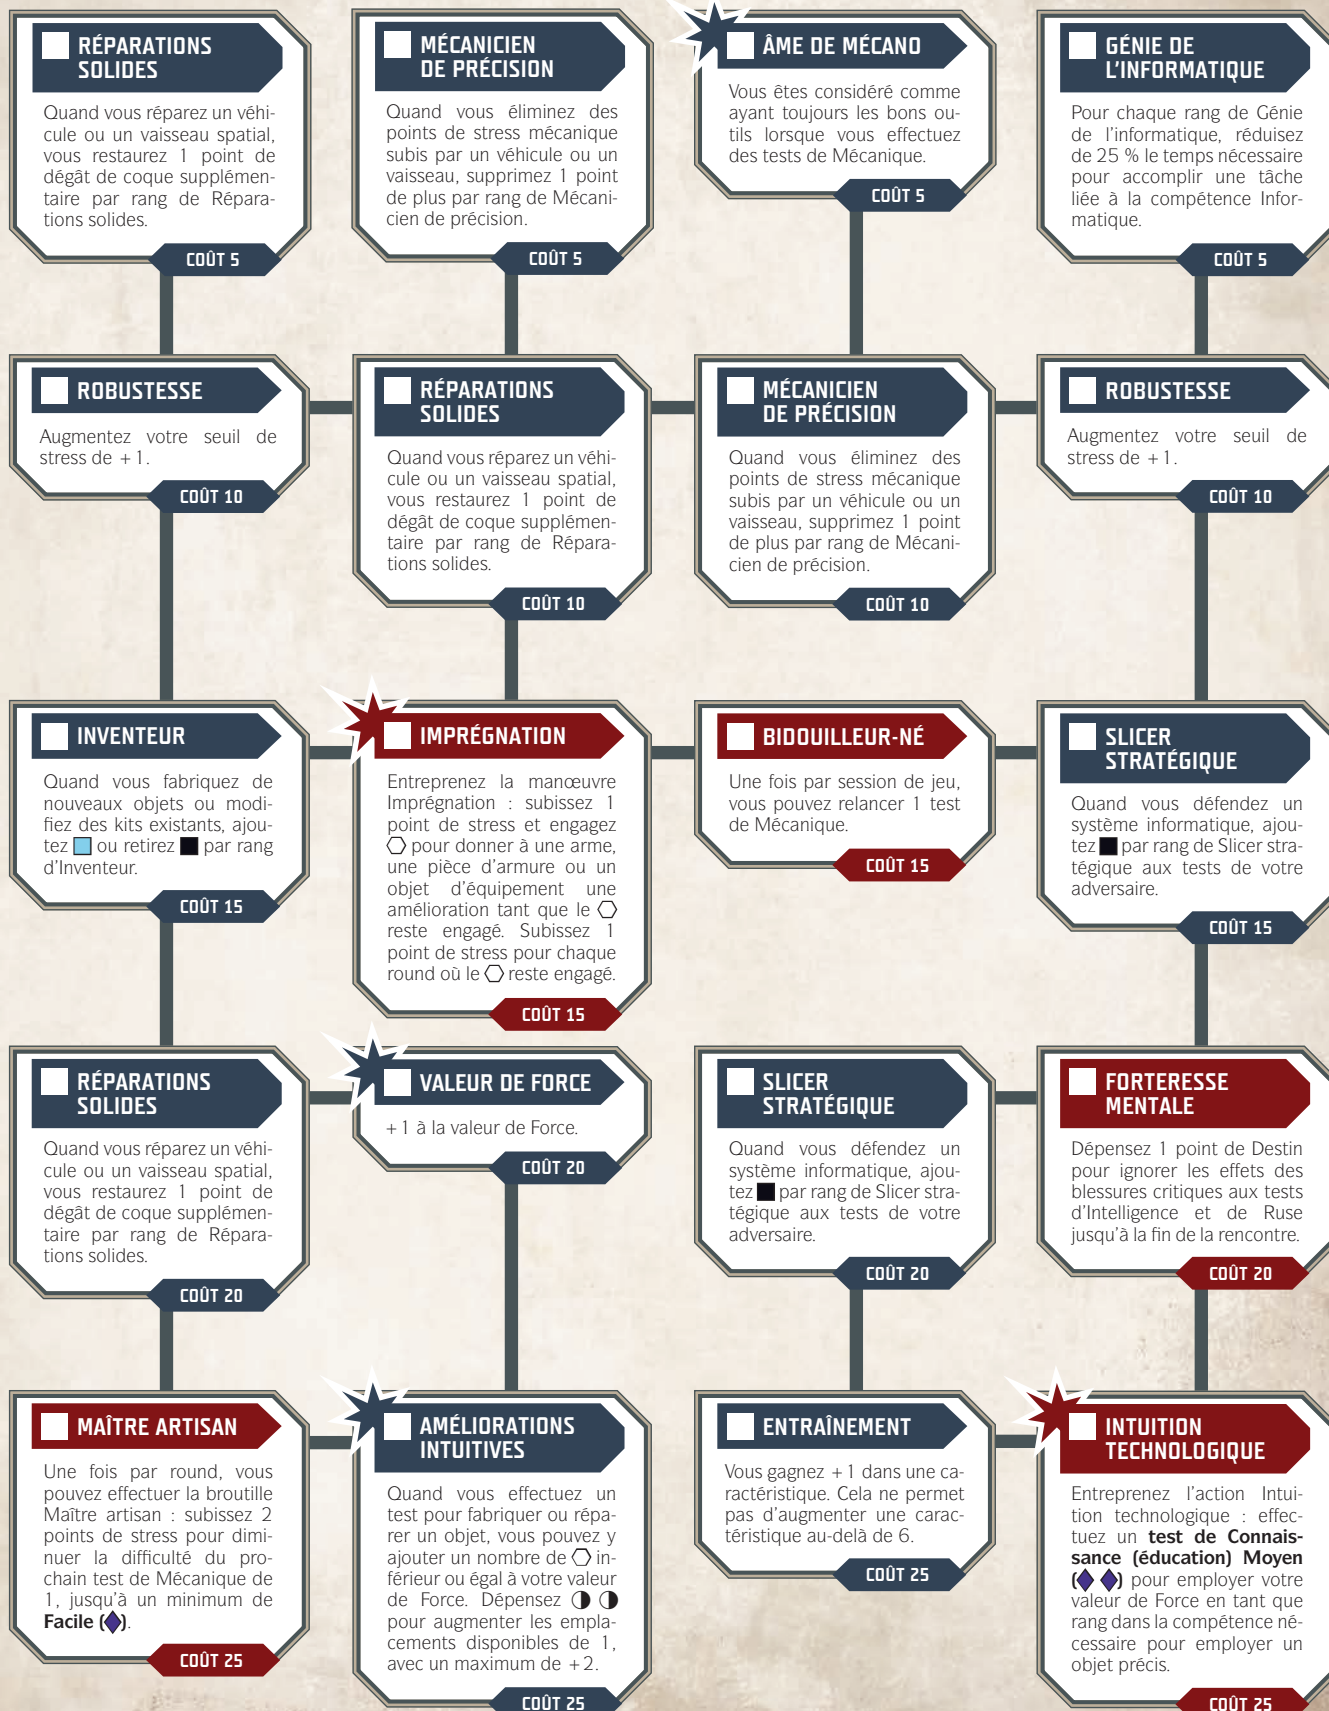 RÉPARATIONS
SOLIDES
Quand vous réparez un véhi-
cule ou un vaisseau spatial,
vous restaurez 1 point de
dégât de coque supplémen-
taire par rang de Répara-
tions solides.
COÛT 5
MÉCANICIEN
DE PRÉCISION
Quand vous éliminez des
points de stress mécanique
subis par un véhicule ou un
vaisseau, supprimez 1 point
de plus par rang de Mécani-
cien de précision.
COÛT 5
ÂME DE MÉCANO
Vous êtes considéré comme
ayant toujours les bons ou-
tils lorsque vous effectuez
des tests de Mécanique.
COÛT 5
GÉNIE DE
L'INFORMATIQUE
Pour chaque rang de Génie
de l'informatique, réduisez
de 25 % le temps nécessaire
pour accomplir une tâche
liée à la compétence Infor-
matique.
COÛT 5
ROBUSTESSE
Augmentez votre seuil de
stress de +1.
COÛT 10
RÉPARATIONS
SOLIDES
Quand vous réparez un véhi-
cule ou un vaisseau spatial,
vous restaurez 1 point de
dégât de coque supplémen-
taire par rang de Répara-
tions solides.
COÛT 10
MÉCANICIEN
DE PRÉCISION
Quand vous éliminez des
points de stress mécanique
subis par un véhicule ou un
vaisseau, supprimez 1 point
de plus par rang de Mécani-
cien de précision.
COÛT 10
ROBUSTESSE
Augmentez votre seuil de
stress de +1.
COÛT 10
INVENTEUR
Quand vous fabriquez de
nouveaux objets ou modi-
fiez des kits existants, ajou-
tez ou retirez par rang
d'Inventeur.
COÛT 15
IMPRÉGNATION
Entreprenez la manœuvre
Imprégnation : subissez 1
point de stress et engagez
pour donner à une arme,
une pièce d'armure ou un
objet d'équipement une
amélioration tant que le
reste engagé. Subissez 1
point de stress pour chaque
round où le reste engagé.
COÛT 15
BIDOUILLEUR-NÉ
Une fois par session de jeu,
vous pouvez relancer 1 test
de Mécanique.
COÛT 15
SLICER
STRATÉGIQUE
Quand vous défendez un
système informatique, ajou-
tez par rang de Slicer stra-
tégique aux tests de votre
adversaire.
COÛT 15
RÉPARATIONS
SOLIDES
Quand vous réparez un véhi-
cule ou un vaisseau spatial,
vous restaurez 1 point de
dégât de coque supplémen-
taire par rang de Répara-
tions solides.
COÛT 20
VALEUR DE FORCE
+1 à la valeur de Force.
COÛT 20
SLICER
STRATÉGIQUE
Quand vous défendez un
système informatique, ajou-
tez par rang de Slicer stra-
tégique aux tests de votre
adversaire.
COÛT 20
FORTERESSE
MENTALE
Dépensez 1 point de Destin
pour ignorer les effets des
blessures critiques aux tests
d'Intelligence et de Ruse
jusqu'à la fin de la rencontre.
COÛT 20
MAÎTRE ARTISAN
Une fois par round, vous
pouvez effectuer la broutille
Maître artisan : subissez 2
points de stress pour dimi-
nuer la difficulté du pro-
chain test de Mécanique de
1, jusqu'à un minimum de
Facile (◆).
COÛT 25
AMÉLIORATIONS
INTUITIVES
Quand vous effectuez un
test pour fabriquer ou répa-
rer un objet, vous pouvez y
ajouter un nombre de in-
férieur ou égal à votre valeur
de Force. Dépensez
pour augmenter les empla-
cements disponibles de 1,
avec un maximum de +2.
COÛT 25
ENTRAÎNEMENT
Vous gagnez +1 dans une ca-
ractéristique. Cela ne permet
pas d'augmenter une carac-
téristique au-delà de 6.
COÛT 25
INTUITION
TECHNOLOGIQUE
Entreprenez l'action Intui-
tion technologique : effec-
tuez un test de Connais-
sance (éducation) Moyen
(◆ ◆) pour employer votre
valeur de Force en tant que
rang dans la compétence né-
cessaire pour employer un
objet précis.
COÛT 25